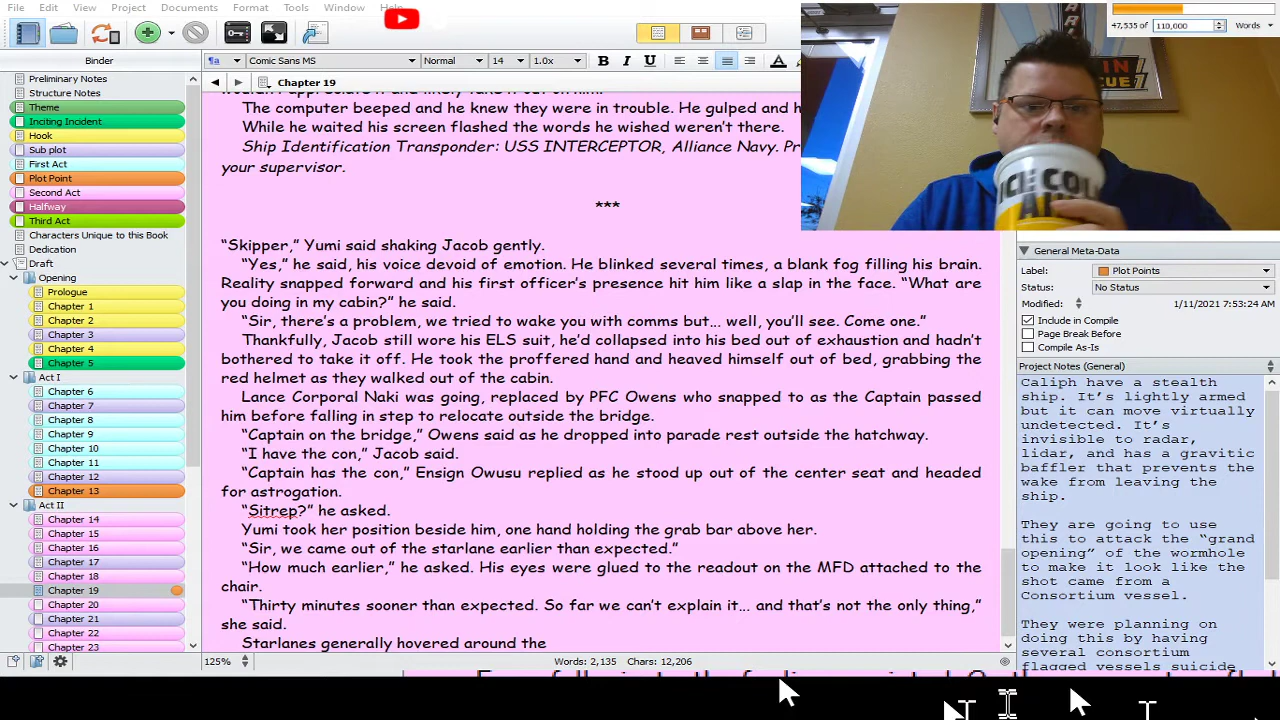 File Edit View Project Documents Format Tools Window Help
47,535 of 110,000 Words
Binder
Comic Sans MS Normal 14 1.0x B I U A
Preliminary Notes
Structure Notes
Theme
Inciting Incident
Hook
Sub plot
First Act
Plot Point
Second Act
Halfway
Third Act
Characters Unique to this Book
Dedication
Draft
Opening
Prologue
Chapter 1
Chapter 2
Chapter 3
Chapter 4
Chapter 5
Act I
Chapter 6
Chapter 7
Chapter 8
Chapter 9
Chapter 10
Chapter 11
Chapter 12
Chapter 13
Act II
Chapter 14
Chapter 15
Chapter 16
Chapter 17
Chapter 18
Chapter 19
Chapter 20
Chapter 21
Chapter 22
Chapter 23
Chapter 19
The computer beeped and he knew they were in trouble. He gulped and h
While he waited his screen flashed the words he wished weren't there.
Ship Identification Transponder: USS INTERCEPTOR, Alliance Navy. Pr
your supervisor.
***
"Skipper," Yumi said shaking Jacob gently.
"Yes," he said, his voice devoid of emotion. He blinked several times, a blank fog filling his brain.
Reality snapped forward and his first officer's presence hit him like a slap in the face. "What are
you doing in my cabin?" he said.
"Sir, there's a problem, we tried to wake you with comms but... well, you'll see. Come one."
Thankfully, Jacob still wore his ELS suit, he'd collapsed into his bed out of exhaustion and hadn't
bothered to take it off. He took the proffered hand and heaved himself out of bed, grabbing the
red helmet as they walked out of the cabin.
Lance Corporal Naki was going, replaced by PFC Owens who snapped to as the Captain passed
him before falling in step to relocate outside the bridge.
"Captain on the bridge," Owens said as he dropped into parade rest outside the hatchway.
"I have the con," Jacob said.
"Captain has the con," Ensign Owusu replied as he stood up out of the center seat and headed
for astrogation.
"Sitrep?" he asked.
Yumi took her position beside him, one hand holding the grab bar above her.
"Sir, we came out of the starlane earlier than expected."
"How much earlier," he asked. His eyes were glued to the readout on the MFD attached to the
chair.
"Thirty minutes sooner than expected. So far we can't explain it... and that's not the only thing,"
she said.
Starlanes generally hovered around the
125% Words: 2,135 Chars: 12,206
ICE COL
General Meta-Data
Label: Plot Points
Status: No Status
Modified: 1/11/2021 7:53:24 AM
Include in Compile
Page Break Before
Compile As-Is
Project Notes (General)
Caliph have a stealth
ship. It's lightly armed
but it can move virtually
undetected. It's
invisible to radar,
lidar, and has a gravitic
baffler that prevents the
wake from leaving the
ship.
They are going to use
this to attack the "grand
opening" of the wormhole
to make it look like the
shot came from a
Consortium vessel.
They were planning on
doing this by having
several consortium
flagged vessels suicide